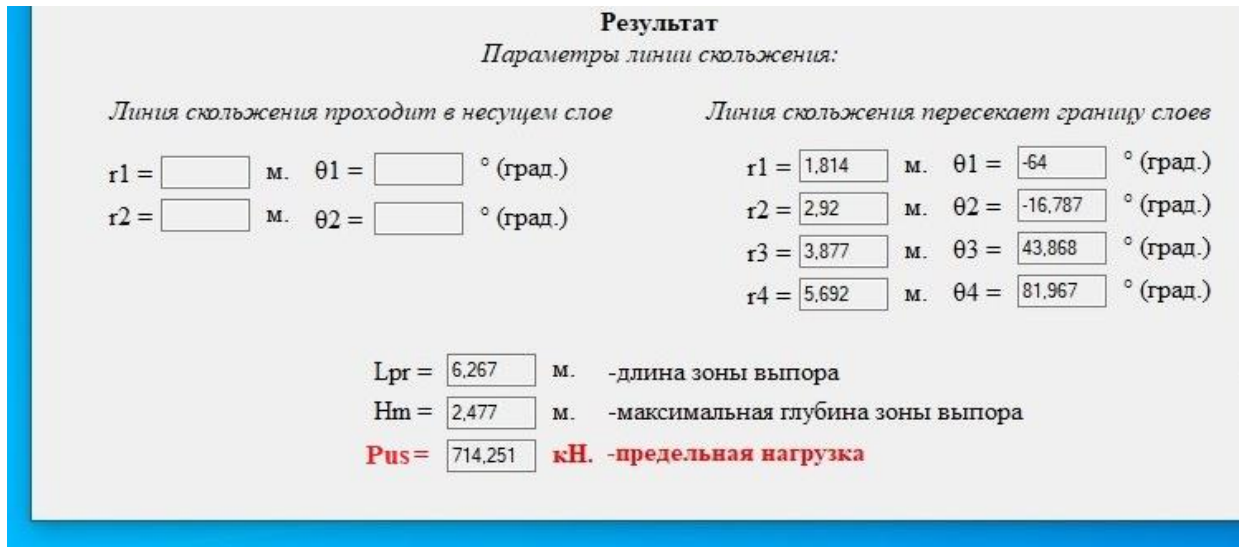 Результат
Параметры линии скольжения:
Линия скольжения проходит в несущем слое
r1 = м. θ1 = ° (град.)
r2 = м. θ2 = ° (град.)
Линия скольжения пересекает границу слоев
r1 = 1,814 м. θ1 = -64 ° (град.)
r2 = 2,92 м. θ2 = -16,787 ° (град.)
r3 = 3,877 м. θ3 = 43,868 ° (град.)
r4 = 5,692 м. θ4 = 81,967 ° (град.)
Lpr = 6,267 м. -длина зоны выпора
Hm = 2,477 м. -максимальная глубина зоны выпора
Pus = 714,251 кН. -предельная нагрузка